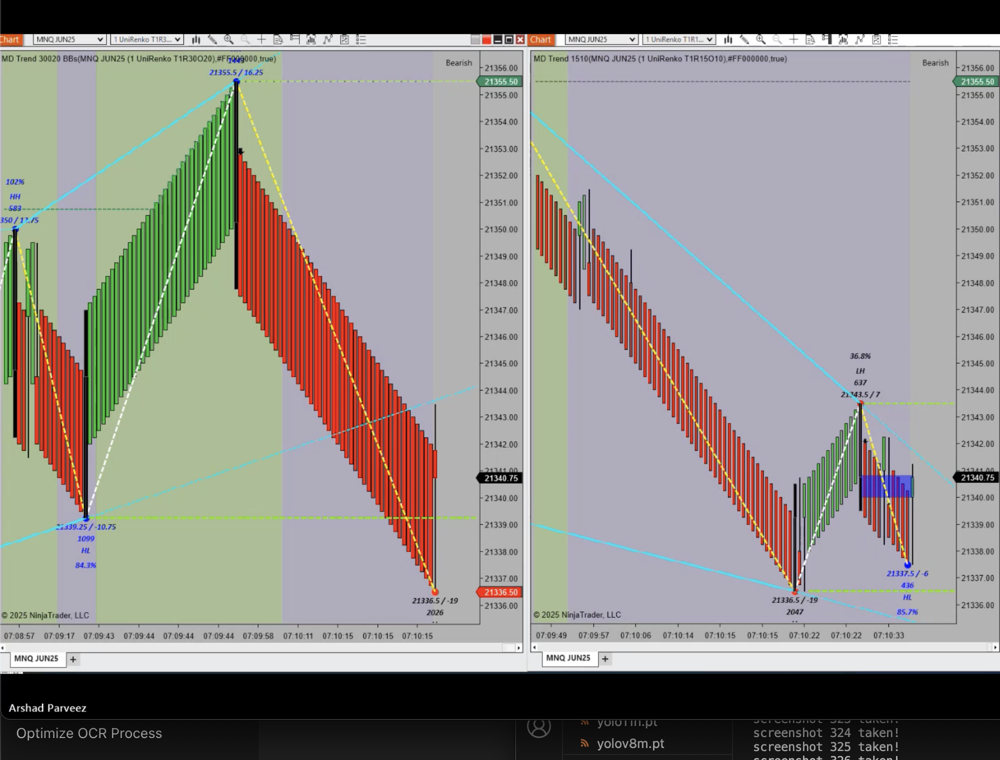 Chart
MNQ JUN25
1 UniRenko T1R3...
MD Trend 30020 BBs(MNQ JUN25 (1 UniRenko T1R30O20),#FF000000,true)
Bearish
21355.5 / 16.25
102%
HH
583
21339.25 / -10.75
1099
HL
84.3%
21336.5 / -19
2026
21356.00
21355.50
21355.00
21354.00
21353.00
21352.00
21351.00
21350.00
21349.00
21348.00
21347.00
21346.00
21345.00
21344.00
21343.00
21342.00
21340.75
21340.00
21339.00
21338.00
21337.00
21336.50
21336.00
© 2025 NinjaTrader, LLC
07:08:57 07:09:17 07:09:43 07:09:44 07:09:44 07:09:58 07:10:11 07:10:15 07:10:15 07:10:15
MNQ JUN25 +
Chart
MNQ JUN25
1 UniRenko T1R1...
MD Trend 1510(MNQ JUN25 (1 UniRenko T1R15O10),#FF000000,true)
Bearish
36.8%
LH
637
21343.5 / 7
21336.5 / -19
2047
21337.5 / -6
436
HL
85.7%
21356.00
21355.50
21355.00
21354.00
21353.00
21352.00
21351.00
21350.00
21349.00
21348.00
21347.00
21346.00
21345.00
21344.00
21343.00
21342.00
21340.75
21340.00
21339.00
21338.00
21337.00
21336.00
© 2025 NinjaTrader, LLC
07:09:49 07:09:57 07:10:06 07:10:14 07:10:15 07:10:15 07:10:22 07:10:22 07:10:33
MNQ JUN25 +
Arshad Parveez
Optimize OCR Process
yolo11n.pt
yolov8m.pt
screenshot 323 taken!
screenshot 324 taken!
screenshot 325 taken!
screenshot 326 taken!